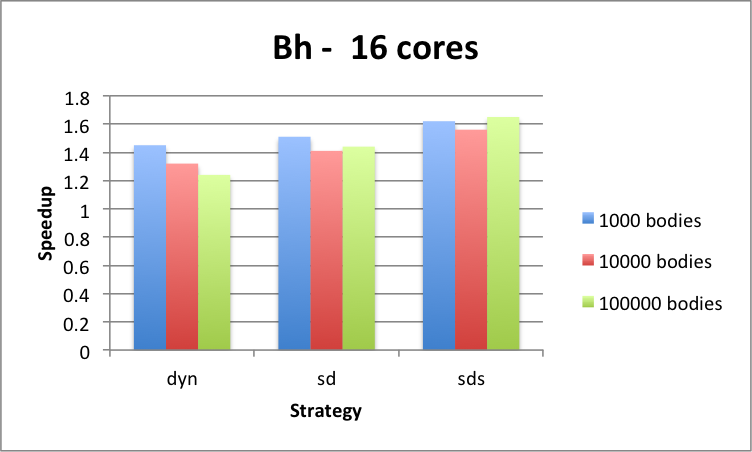 Bh -  16 cores
Speedup
1.8
1.6
1.4
1.2
1
0.8
0.6
0.4
0.2
0
dyn sd sds
Strategy
1000 bodies
10000 bodies
100000 bodies